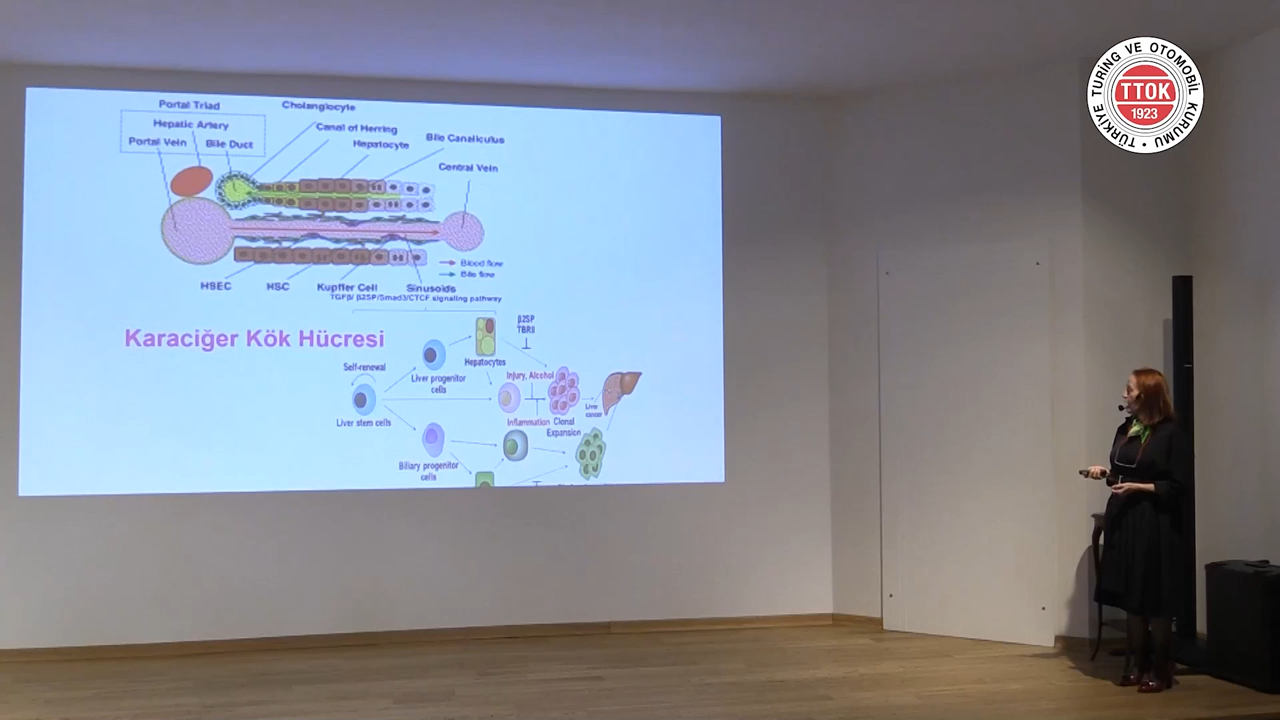 TÜRKİYE TURİNG VE OTOMOBİL KURUMU
TTOK
1923
Portal Triad
Cholangiocyte
Hepatic Artery
Canal of Herring
Portal Vein
Bile Duct
Hepatocyte
Bile Canaliculus
Central Vein
Blood flow
Bile flow
HSEC
HSC
Kupffer Cell
Sinusoids
TGFβ/ β2SP/Smad3/CTCF signaling pathway
Karaciğer Kök Hücresi
β2SP
TBRII
Self-renewal
Hepatocytes
Liver progenitor
cells
Injury, Alcohol
Liver stem cells
Inflammation
Clonal
Expansion
Liver
cancer
Biliary progenitor
cells